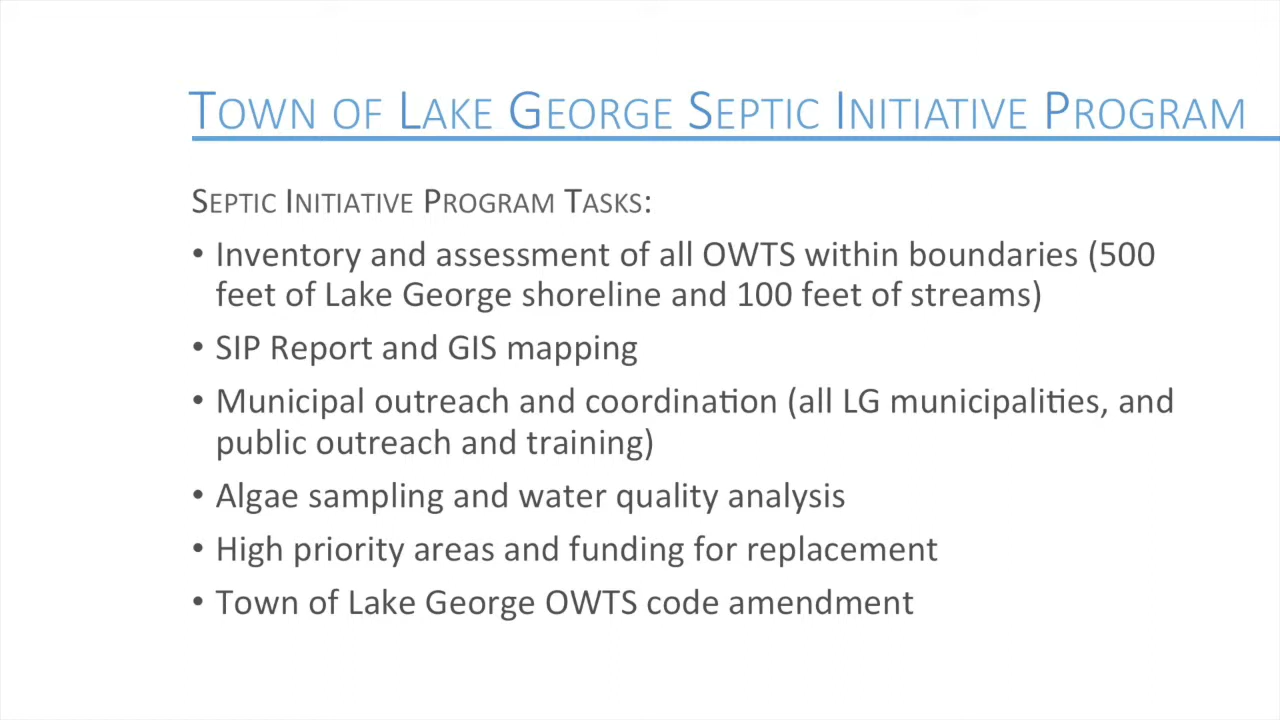 TOWN OF LAKE GEORGE SEPTIC INITIATIVE PROGRAM
SEPTIC INITIATIVE PROGRAM TASKS:
• Inventory and assessment of all OWTS within boundaries (500
feet of Lake George shoreline and 100 feet of streams)
• SIP Report and GIS mapping
• Municipal outreach and coordination (all LG municipalities, and
public outreach and training)
• Algae sampling and water quality analysis
• High priority areas and funding for replacement
• Town of Lake George OWTS code amendment